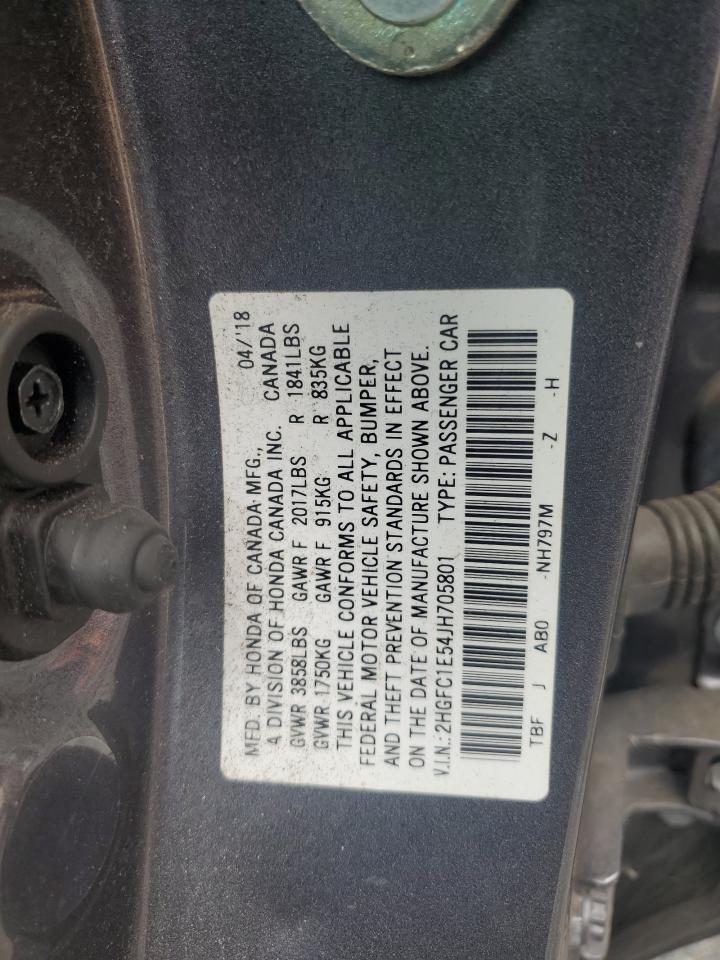 MFD. BY HONDA OF CANADA MFG., 04/'18
A DIVISION OF HONDA CANADA INC. CANADA
GVWR 3858LBS GAWR F 2017LBS R 1841LBS
GVWR 1750KG GAWR F 915KG R 835KG
THIS VEHICLE CONFORMS TO ALL APPLICABLE
FEDERAL MOTOR VEHICLE SAFETY, BUMPER,
AND THEFT PREVENTION STANDARDS IN EFFECT
ON THE DATE OF MANUFACTURE SHOWN ABOVE.
V.I.N.:2HGFC1E54JH705801 TYPE: PASSENGER CAR
TBF J AB0 -NH797M -Z -H